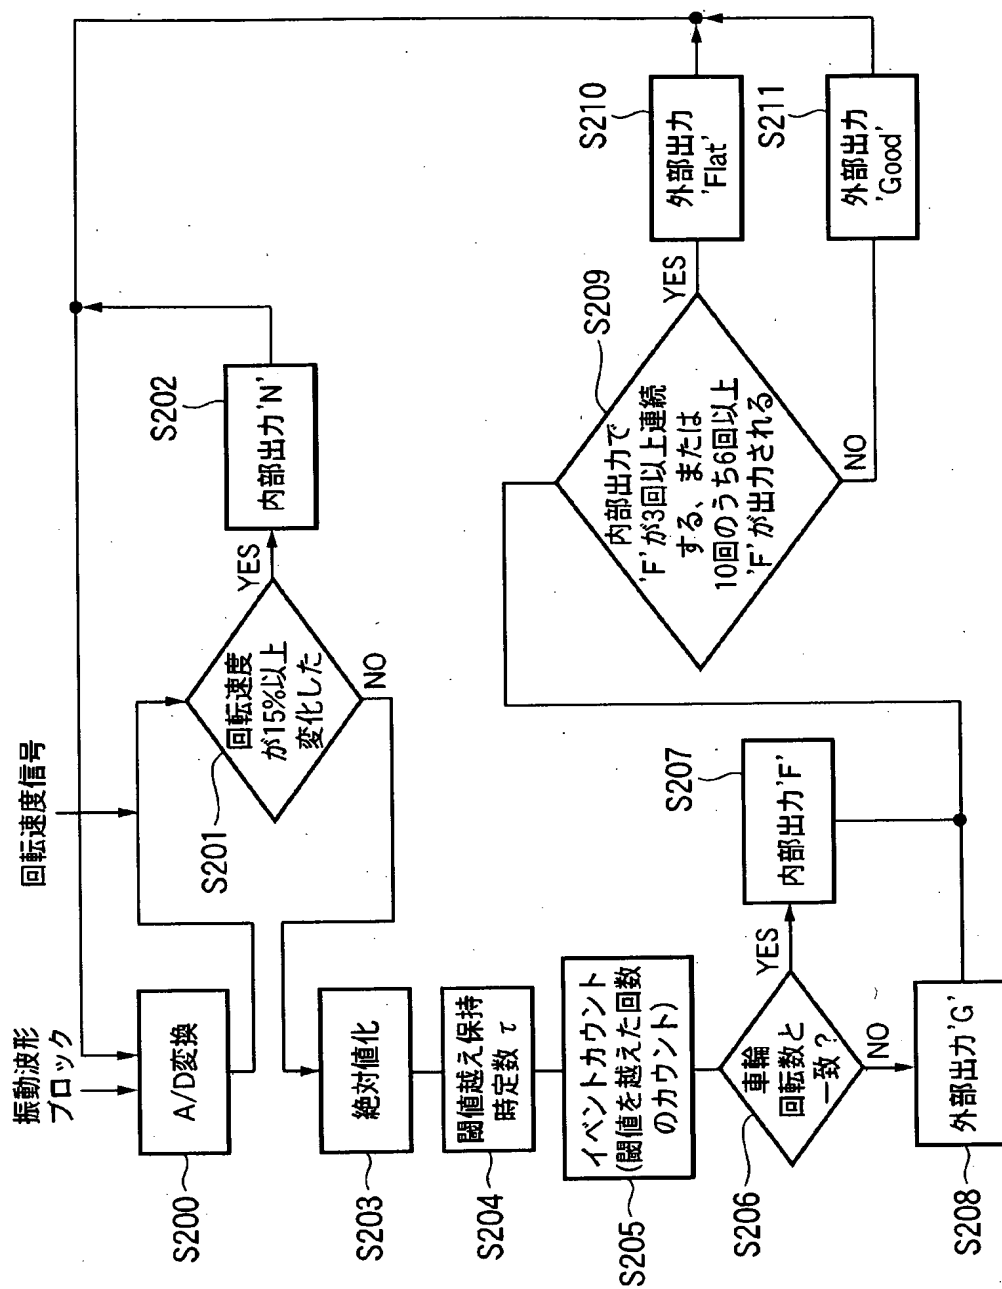 振動波形
ブロック
回転速度信号
A/D変換
S200
回転速度
が15%以上
変化した
S201
YES
NO
内部出力'N'
S202
絶対値化
S203
閾値越え保持
時定数 τ
S204
イベントカウント
(閾値を越えた回数
のカウント)
S205
車輪
回転数と
一致?
S206
YES
NO
内部出力'F'
S207
外部出力'G'
S208
内部出力で
'F'が3回以上連続
する、または
10回のうち6回以上
'F'が出力される
S209
YES
NO
外部出力
'Flat'
S210
外部出力
'Good'
S211